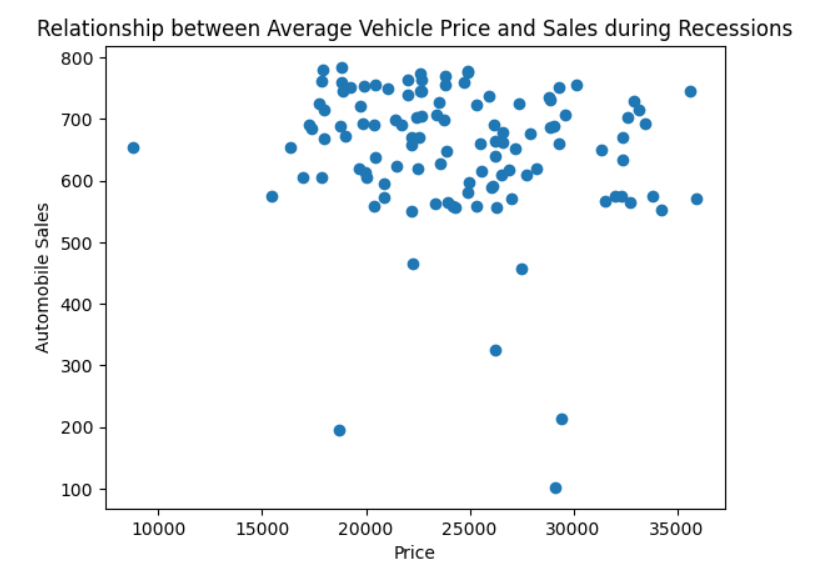 Relationship between Average Vehicle Price and Sales during Recessions
800
700
600
500
400
300
200
100
Automobile Sales
10000 15000 20000 25000 30000 35000
Price